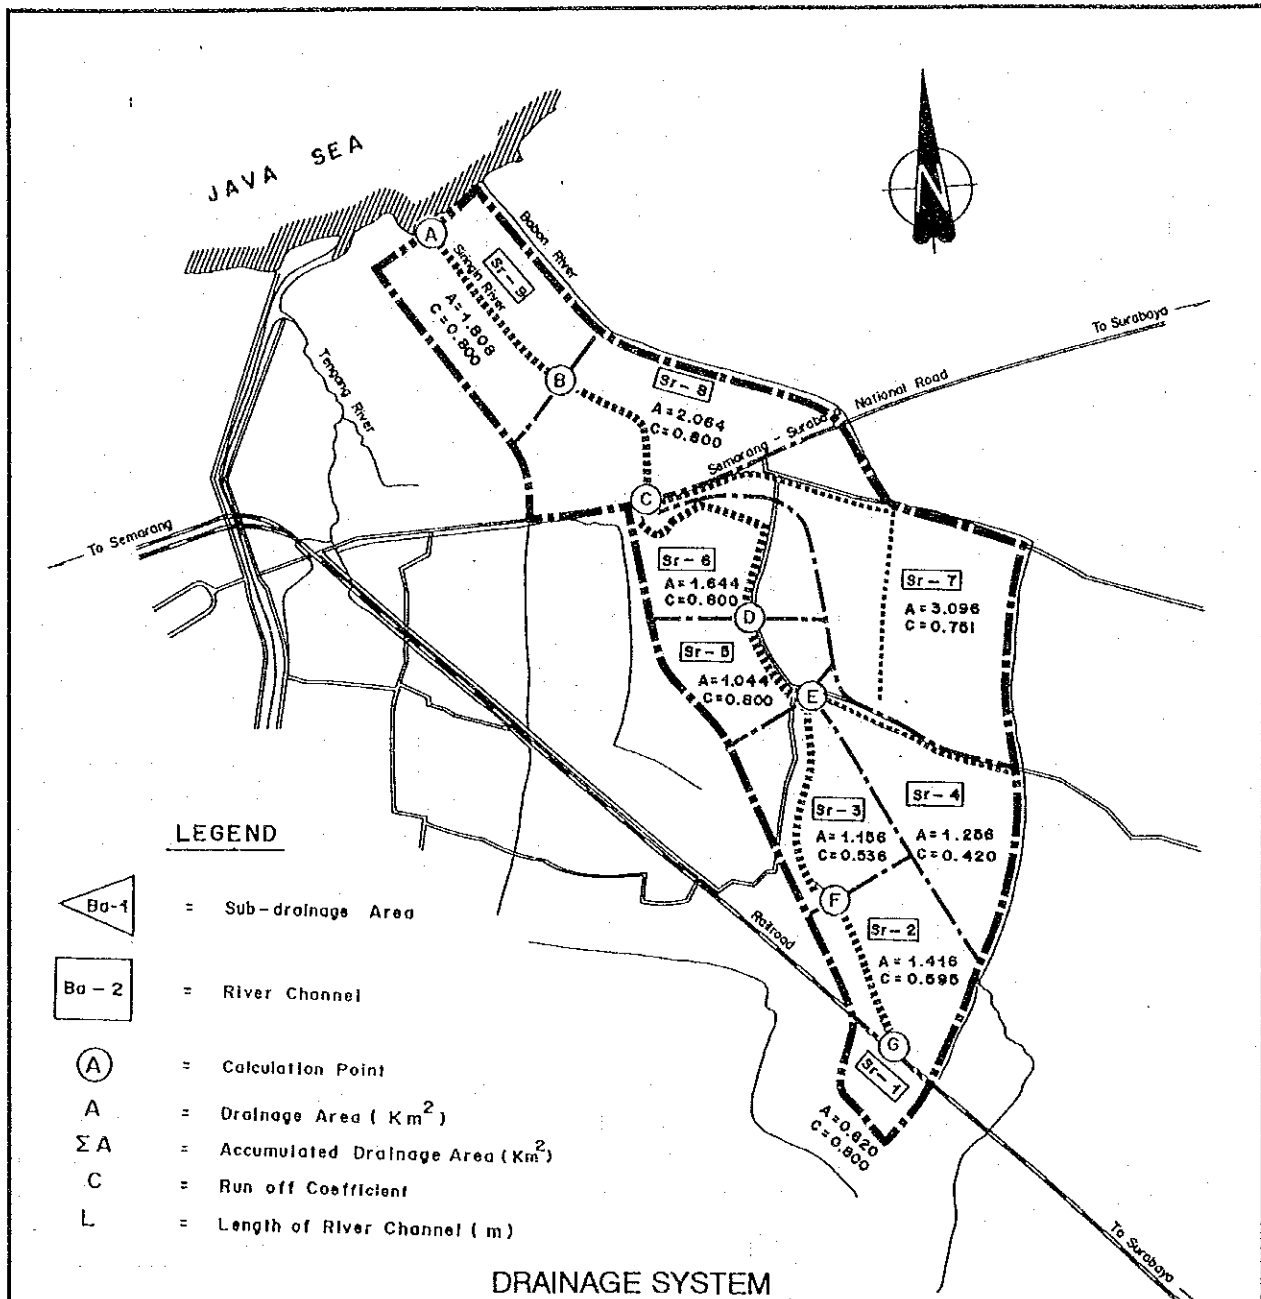 JAVA SEA
N
A
Babon River
Sringin River
Sr-9
A=1.808
C=0.800
Tengang River
B
To Surabaya
National Road
Sr-8
A=2.064
C=0.800
Semarang - Suraba
C
To Semarang
Sr-6
A=1.644
C=0.800
Sr-7
A=3.096
C=0.751
D
Sr-5
A=1.044
C=0.800
E
Sr-4
Sr-3
A=1.156
C=0.536
A=1.256
C=0.420
F
Railroad
Sr-2
A=1.416
C=0.595
G
Sr-1
A=0.620
C=0.800
To Surabaya
LEGEND
Ba-1 = Sub-drainage Area
Ba-2 = River Channel
A = Calculation Point
A = Drainage Area ( Km²)
ΣA = Accumulated Drainage Area (Km²)
C = Run off Coefficient
L = Length of River Channel ( m )
DRAINAGE SYSTEM